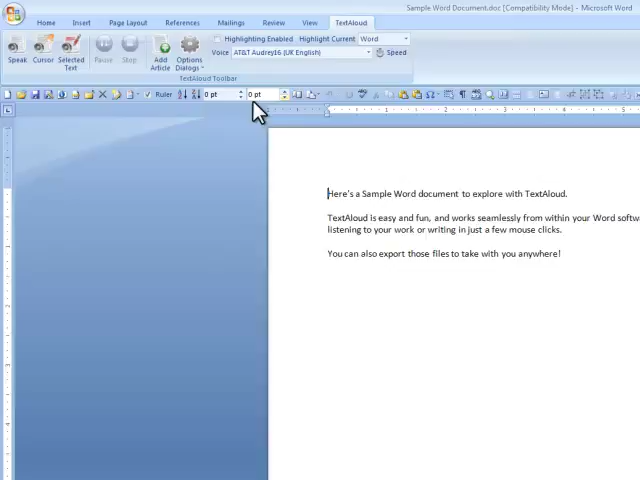 Sample Word Document.doc [Compatibility Mode] - Microsoft Word
Home Insert Page Layout References Mailings Review View TextAloud
Speak Cursor Selected Text Pause Stop Add Article Options Dialogs
Highlighting Enabled Highlight Current Word
Voice AT&T Audrey16 (UK English) Speed
TextAloud Toolbar
Ruler 0 pt 0 pt
Here's a Sample Word document to explore with TextAloud.
TextAloud is easy and fun, and works seamlessly from within your Word softw
listening to your work or writing in just a few mouse clicks.
You can also export those files to take with you anywhere!